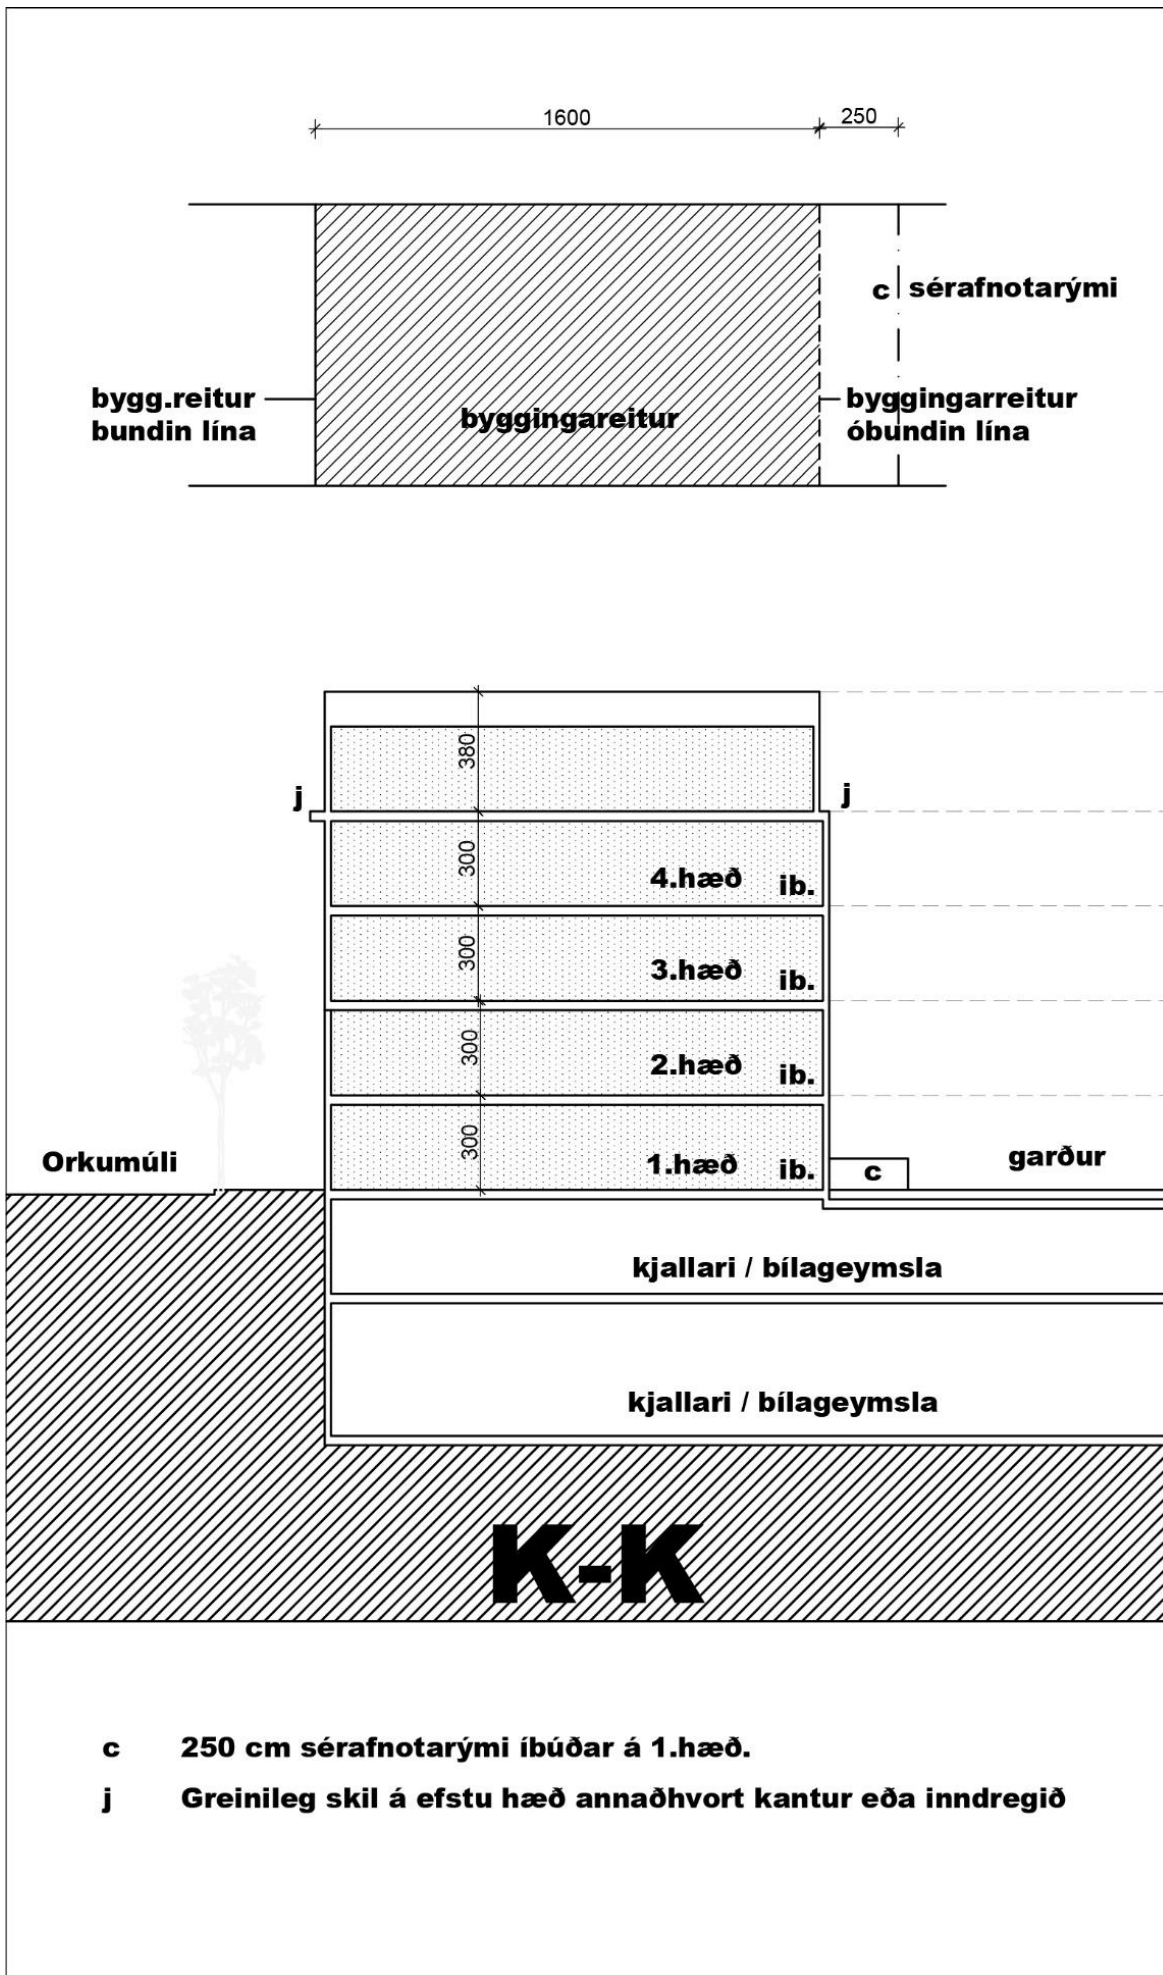 1600
250
c sérafnotarými
bygg.reitur
bundin lína
byggingareitur
byggingarreitur
óbundin lína
380
j
j
300
4.hæð ib.
300
3.hæð ib.
300
2.hæð ib.
300
1.hæð ib.
Orkumúli
c
garður
kjallari / bílageymsla
kjallari / bílageymsla
K-K
c 250 cm sérafnotarými íbúðar á 1.hæð.
j Greinileg skil á efstu hæð annaðhvort kantur eða inndregið